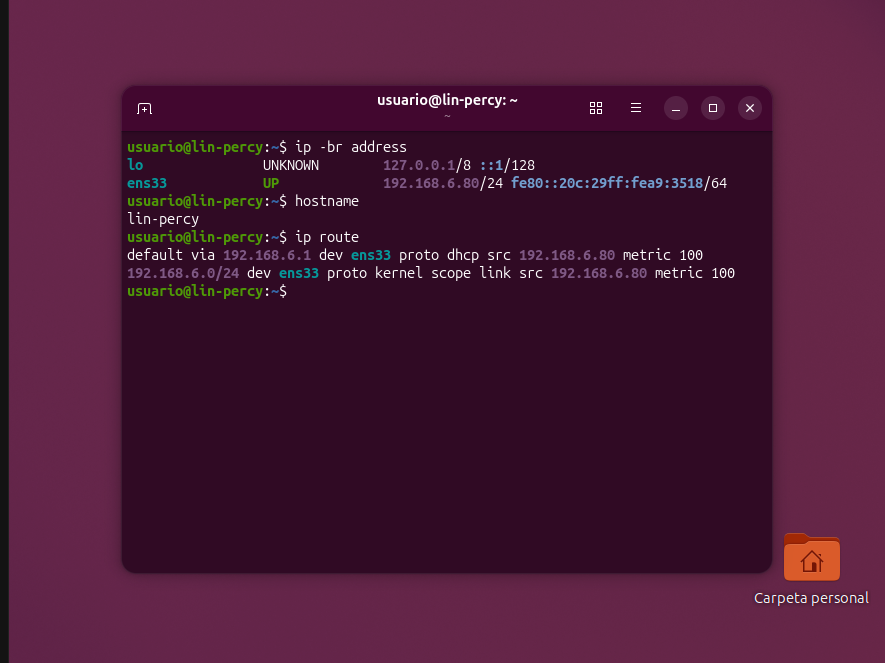 usuario@lin-percy: ~
~
usuario@lin-percy:~$ ip -br address
lo UNKNOWN 127.0.0.1/8 ::1/128
ens33 UP 192.168.6.80/24 fe80::20c:29ff:fea9:3518/64
usuario@lin-percy:~$ hostname
lin-percy
usuario@lin-percy:~$ ip route
default via 192.168.6.1 dev ens33 proto dhcp src 192.168.6.80 metric 100
192.168.6.0/24 dev ens33 proto kernel scope link src 192.168.6.80 metric 100
usuario@lin-percy:~$
Carpeta personal